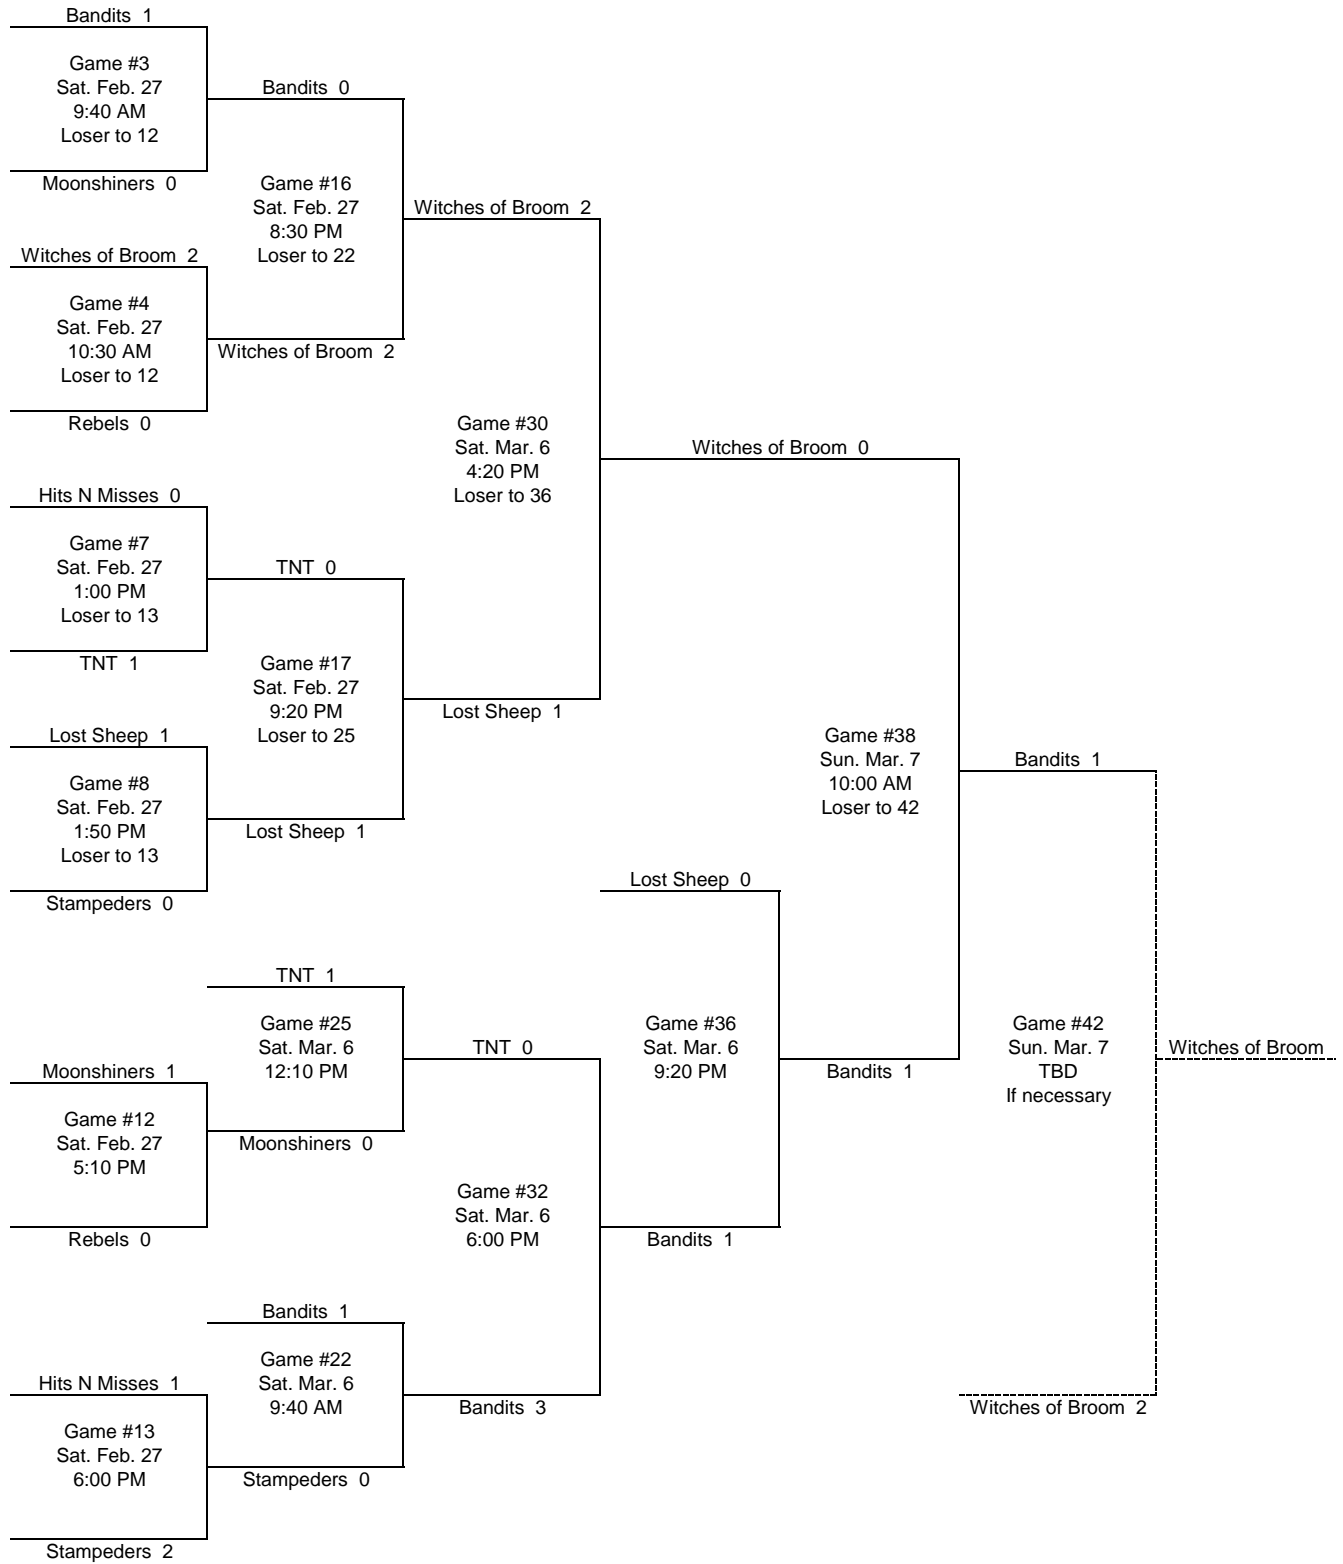 Bandits 1
Game #3
Sat. Feb. 27
9:40 AM
Loser to 12
Moonshiners 0
Bandits 0
Game #16
Sat. Feb. 27
8:30 PM
Loser to 22
Witches of Broom 2
Witches of Broom 2
Game #4
Sat. Feb. 27
10:30 AM
Loser to 12
Rebels 0
Witches of Broom 2
Game #30
Sat. Mar. 6
4:20 PM
Loser to 36
Witches of Broom 0
Hits N Misses 0
Game #7
Sat. Feb. 27
1:00 PM
Loser to 13
TNT 1
TNT 0
Game #17
Sat. Feb. 27
9:20 PM
Loser to 25
Lost Sheep 1
Lost Sheep 1
Game #8
Sat. Feb. 27
1:50 PM
Loser to 13
Stampeders 0
Lost Sheep 1
Game #38
Sun. Mar. 7
10:00 AM
Loser to 42
Bandits 1
Lost Sheep 0
TNT 1
Game #25
Sat. Mar. 6
12:10 PM
TNT 0
Game #36
Sat. Mar. 6
9:20 PM
Bandits 1
Game #42
Sun. Mar. 7
TBD
If necessary
Witches of Broom
Moonshiners 1
Game #12
Sat. Feb. 27
5:10 PM
Rebels 0
Moonshiners 0
Game #32
Sat. Mar. 6
6:00 PM
Bandits 1
Bandits 1
Game #22
Sat. Mar. 6
9:40 AM
Bandits 3
Witches of Broom 2
Hits N Misses 1
Game #13
Sat. Feb. 27
6:00 PM
Stampeders 0
Stampeders 2